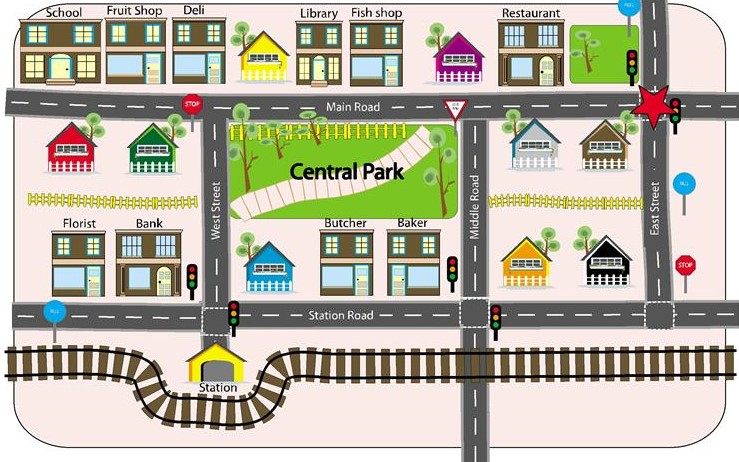 School
Fruit Shop
Deli
Library
Fish shop
Restaurant
STOP
Main Road
Central Park
West Street
Middle Road
East Street
Florist
Bank
Butcher
Baker
STOP
Station Road
Station